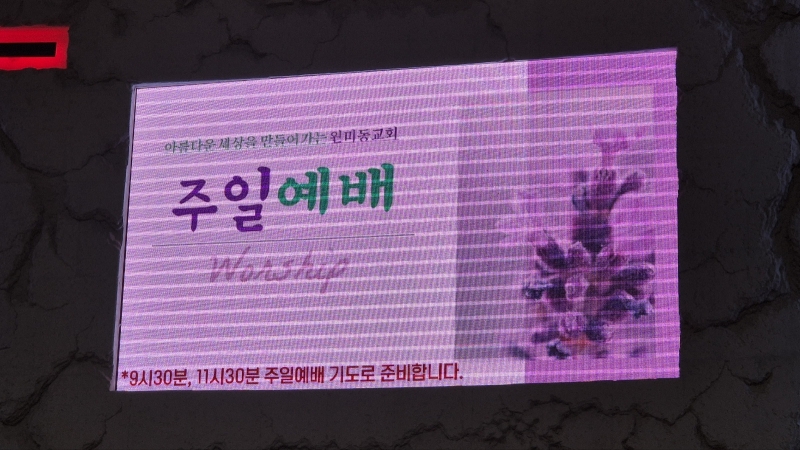 아름다운 세상을 만들어가는 원미동교회
주일예배
Worship
*9시30분, 11시30분 주일예배 기도로 준비합니다.